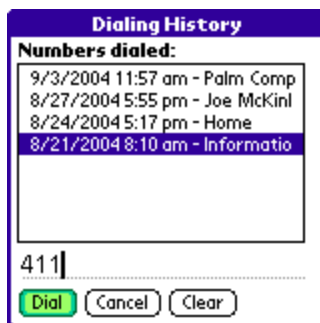 Dialing History
Numbers dialed:
9/3/2004 11:57 am - Palm Comp
8/27/2004 5:55 pm - Joe McKinl
8/24/2004 5:17 pm - Home
8/21/2004 8:10 am - Informatio
411
Dial Cancel Clear